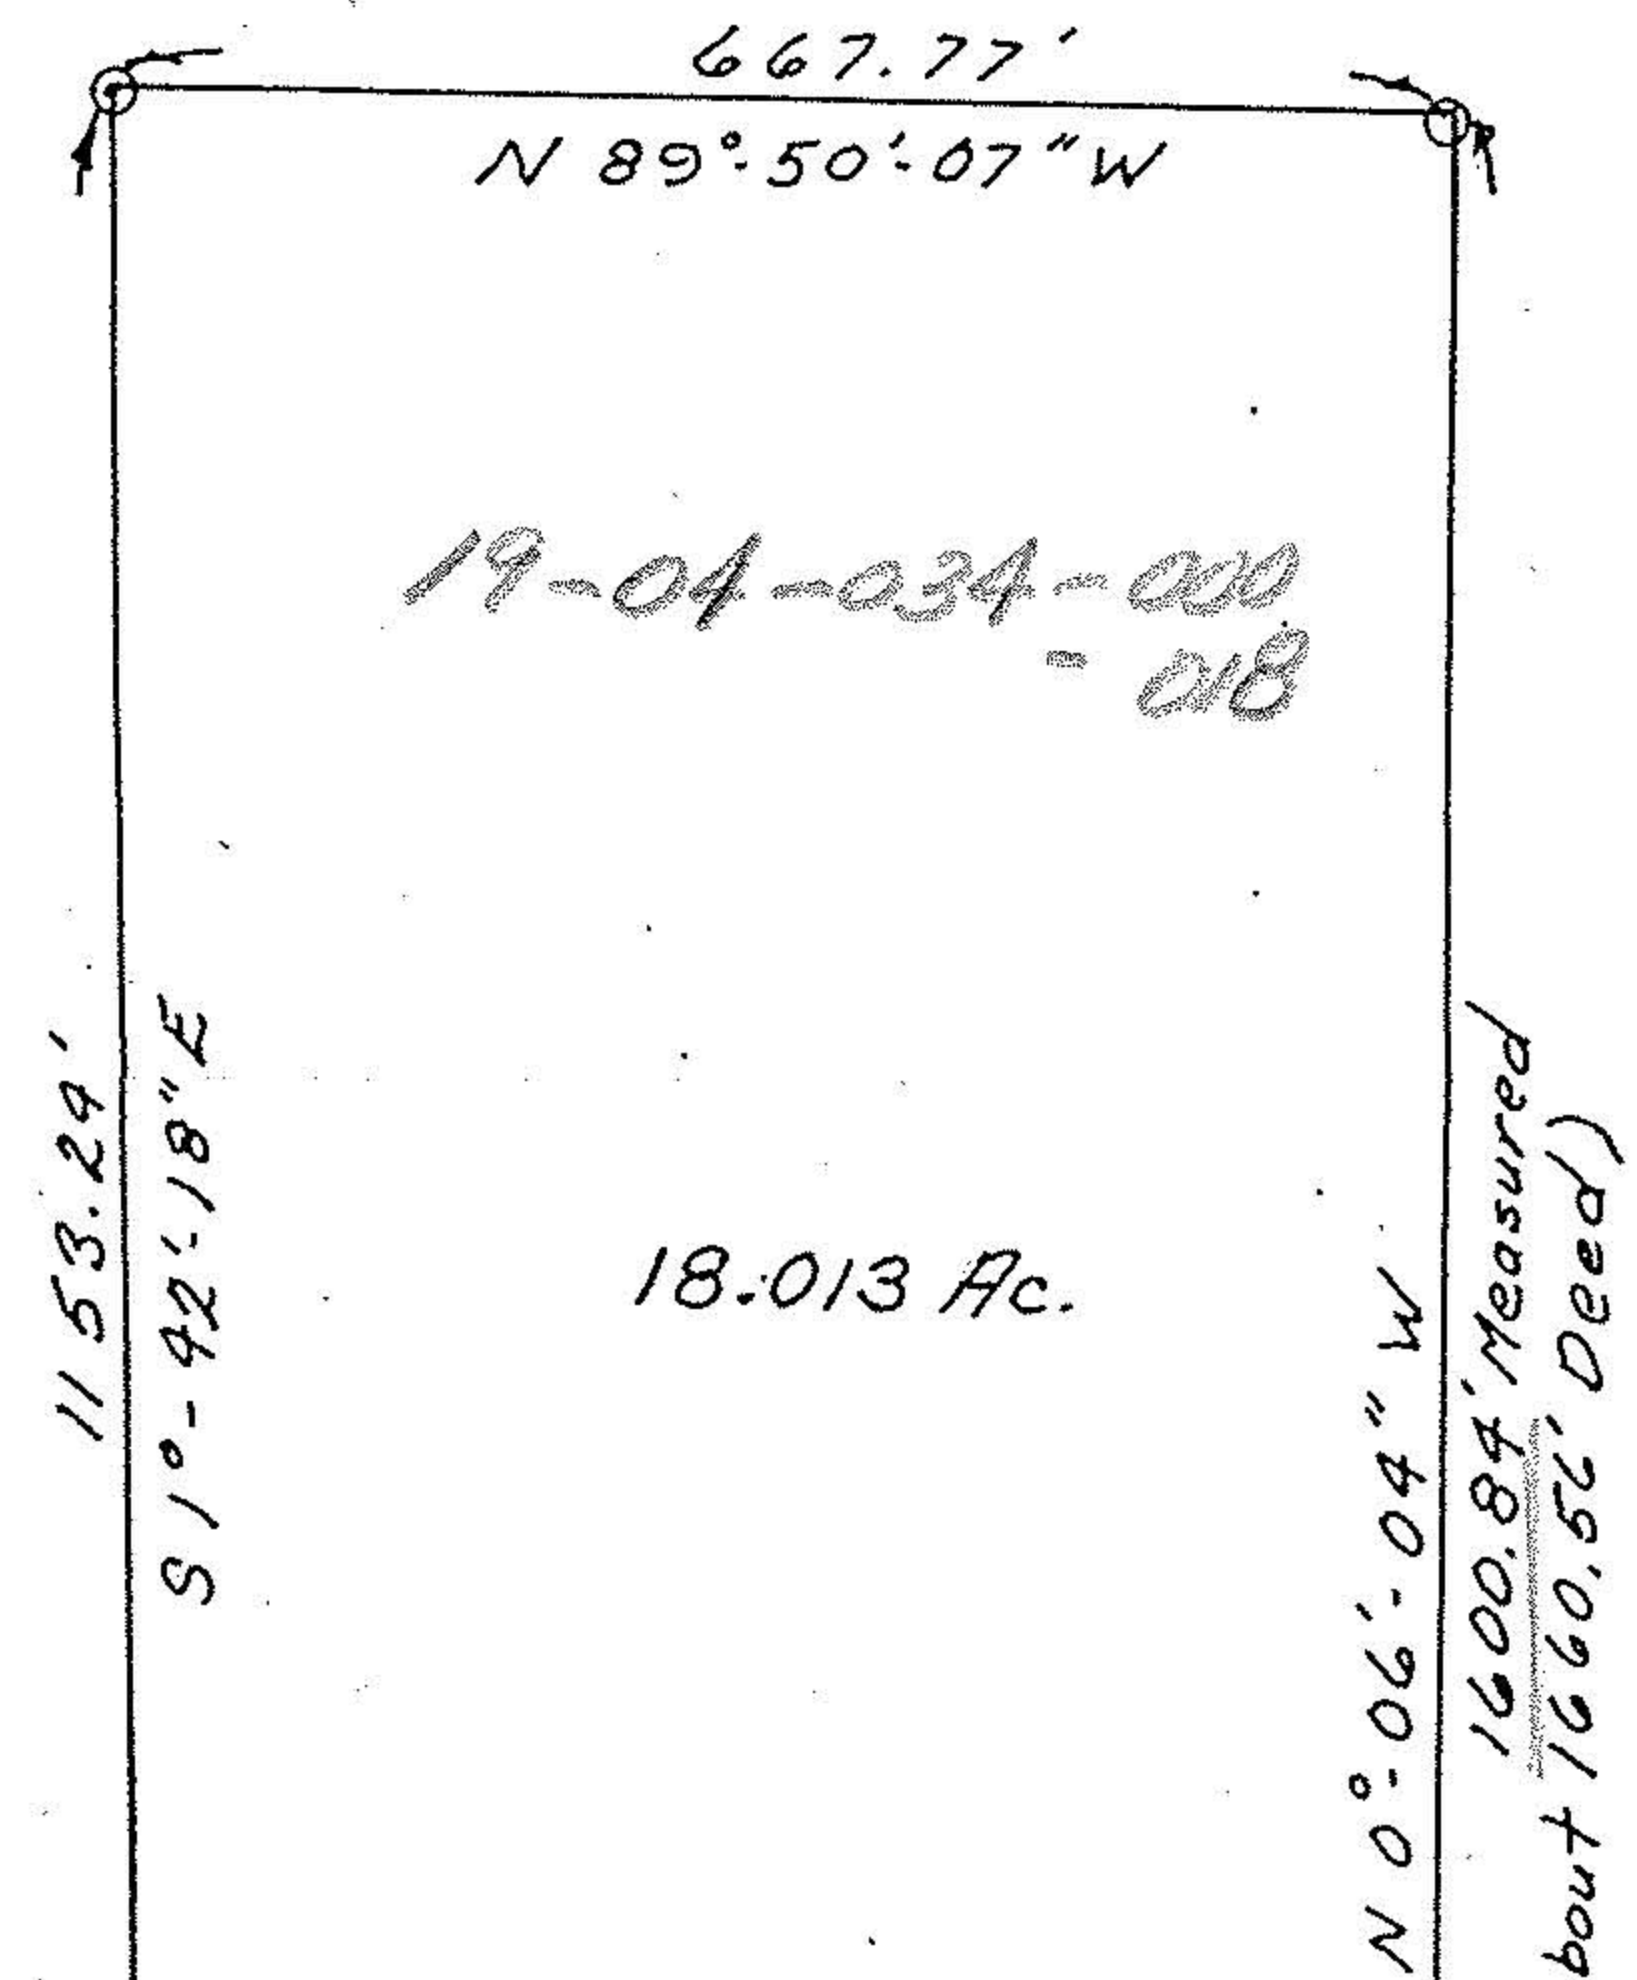 667.77'
N 89°-50'-07" W
19-04-034-000
- 018
1153.24'
S 1°-42'-18" E
18.013 Ac.
N 0°-06'-04" W
1600.84' Measured
bout 1660.56' Deed)